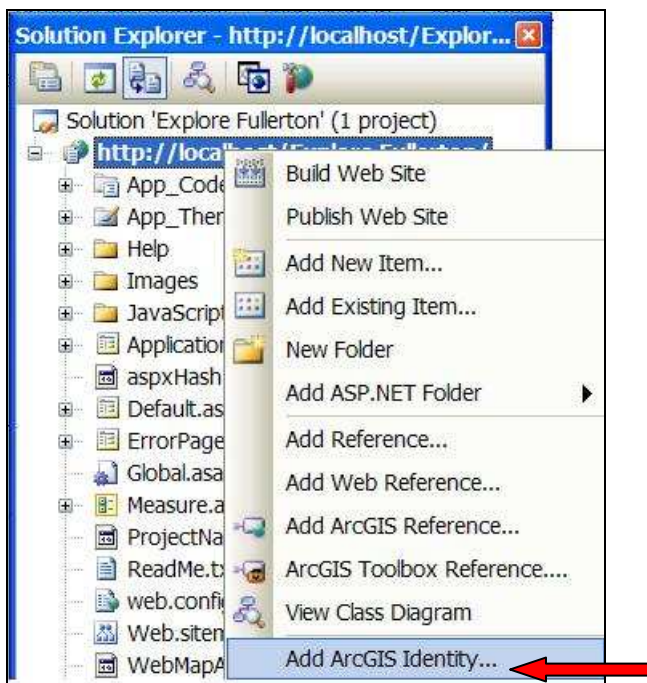 Solution Explorer - http://localhost/Explor...
Solution 'Explore Fullerton' (1 project)
http://loca
Build Web Site
App_Code
App_Ther
Publish Web Site
Help
Add New Item...
Images
Add Existing Item...
JavaScript
Application
New Folder
aspxHash
Add ASP.NET Folder
Default.as
ErrorPage
Add Reference...
Global.asa
Add Web Reference...
Measure.a
Add ArcGIS Reference...
ProjectNa
ReadMe.tx
ArcGIS Toolbox Reference....
web.config
View Class Diagram
Web.sitem
WebMapA
Add ArcGIS Identity...